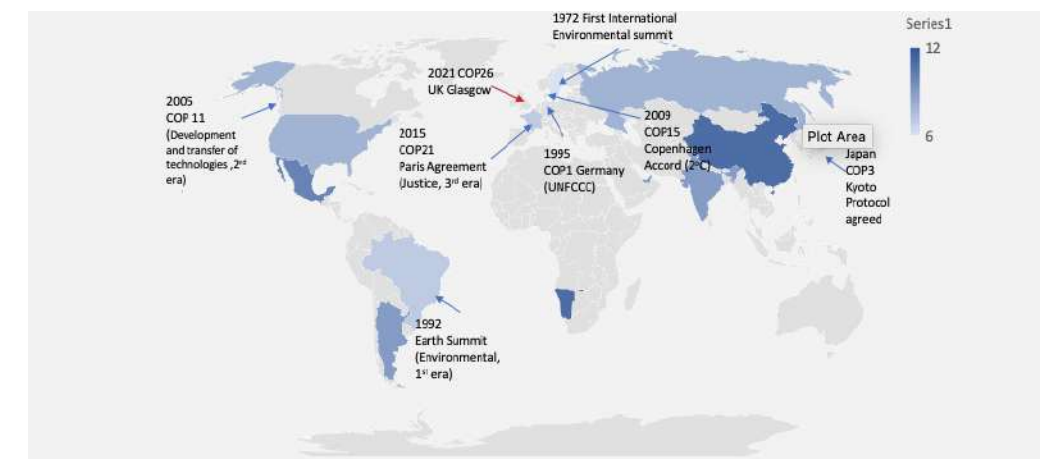 1972 First International
Environmental summit
Series1
12
6
2021 COP26
UK Glasgow
2005
COP 11
(Development
and transfer of
technologies ,2nd
era)
2015
COP21
Paris Agreement
(Justice, 3rd era)
1995
COP1 Germany
(UNFCCC)
2009
COP15
Copenhagen
Accord (2°C)
Plot Area
Japan
COP3
Kyoto
Protocol
agreed
1992
Earth Summit
(Environmental,
1st era)